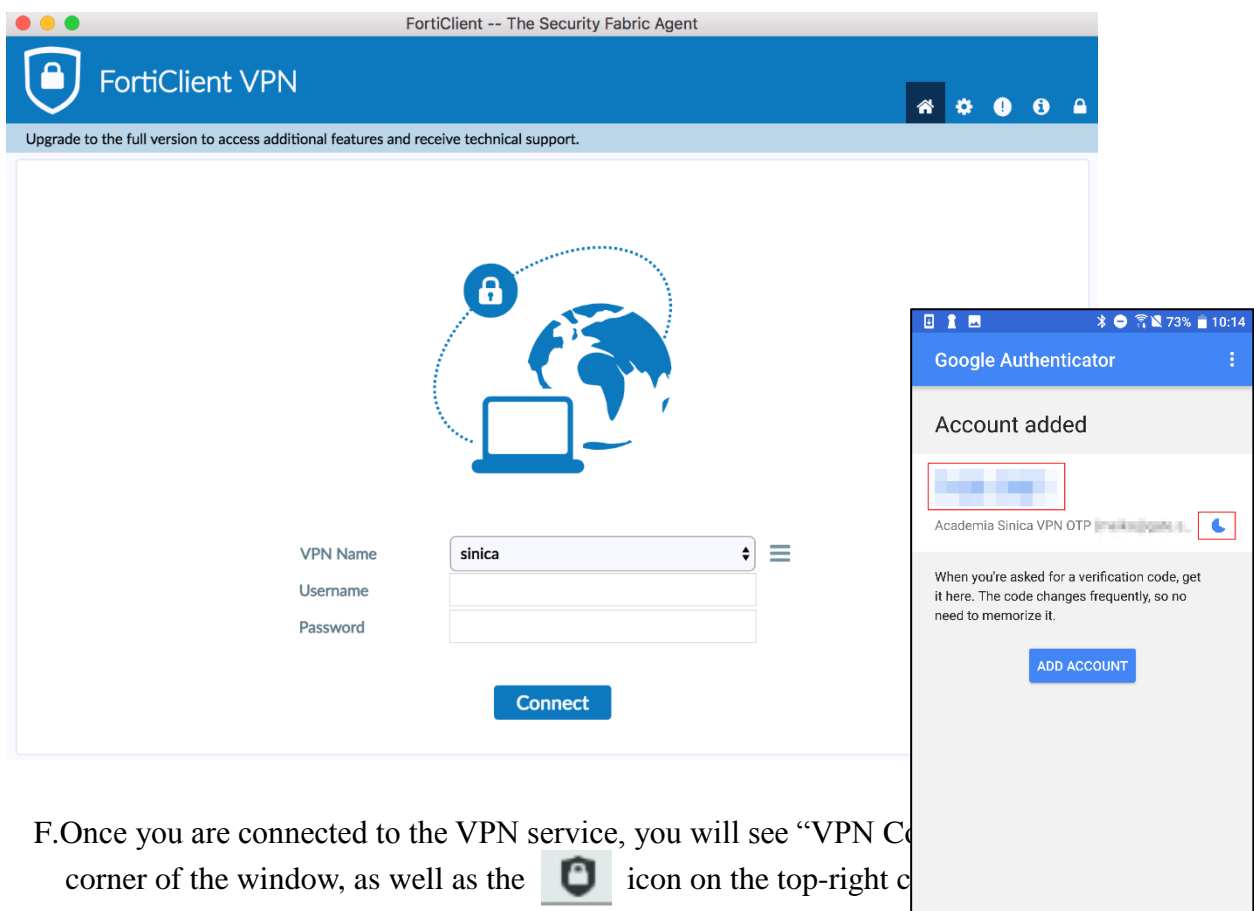 FortiClient -- The Security Fabric Agent
FortiClient VPN
Upgrade to the full version to access additional features and receive technical support.
VPN Name
sinica
Username
Password
Connect
73% 10:14
Google Authenticator
Account added
Academia Sinica VPN OTP
When you're asked for a verification code, get
it here. The code changes frequently, so no
need to memorize it.
ADD ACCOUNT
F.Once you are connected to the VPN service, you will see “VPN
corner of the window, as well as the icon on the top-right